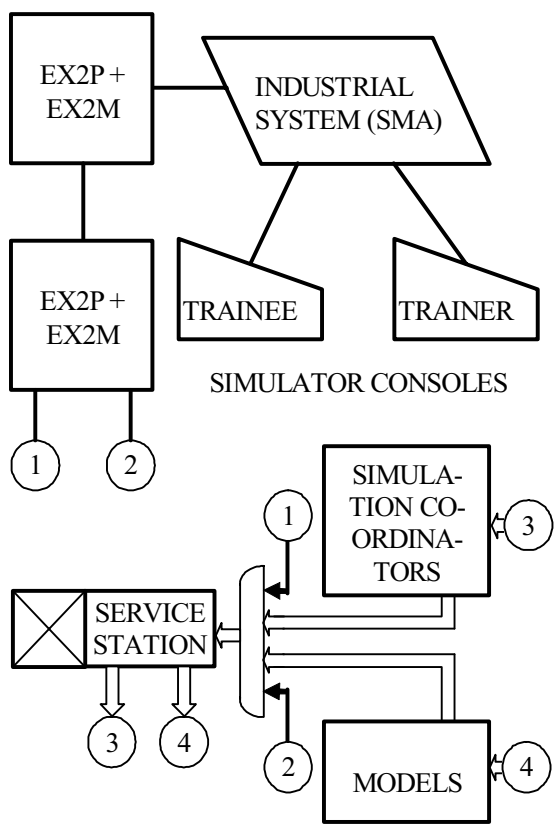 EX2P +
EX2M
INDUSTRIAL
SYSTEM (SMA)
EX2P +
EX2M
TRAINEE
TRAINER
SIMULATOR CONSOLES
1
2
SIMULA-
TION CO-
ORDINA-
TORS
1
3
SERVICE
STATION
3
4
2
MODELS
4